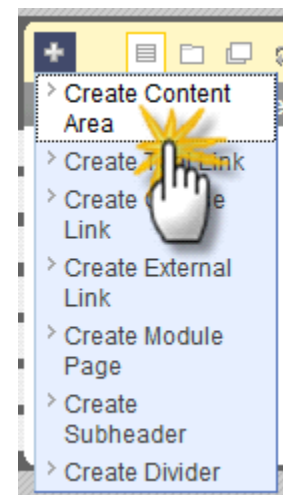 Create Content
Area
Create Link
Create
Link
Create External
Link
Create Module
Page
Create
Subheader
Create Divider